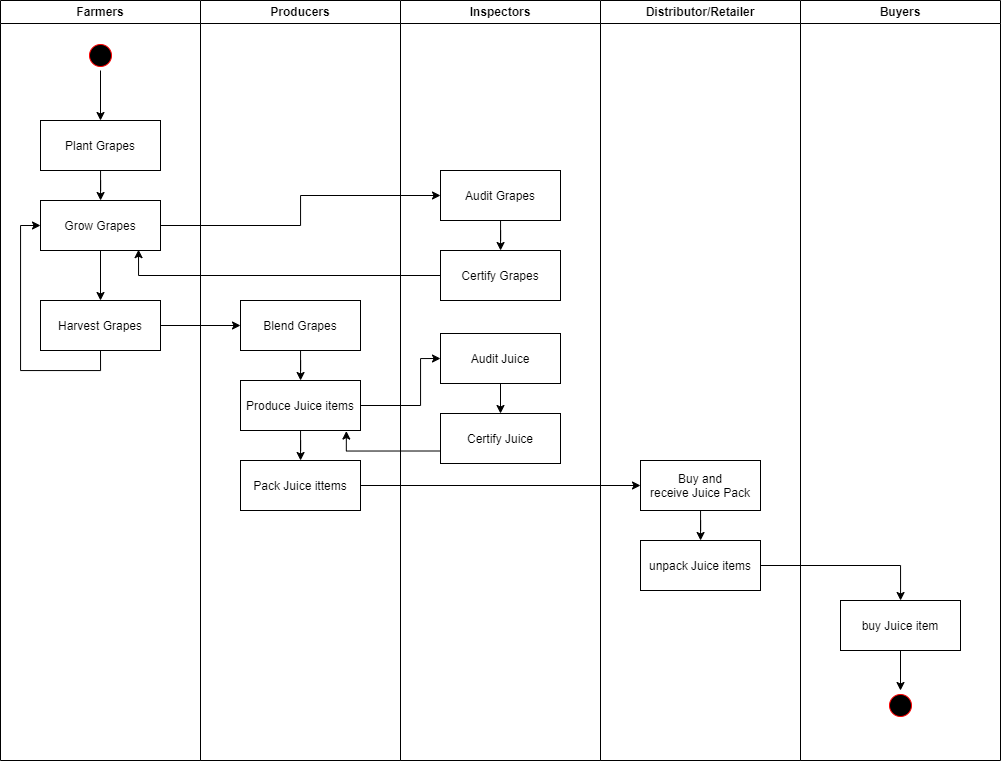 Farmers
Producers
Inspectors
Distributor/Retailer
Buyers
Plant Grapes
Grow Grapes
Audit Grapes
Certify Grapes
Harvest Grapes
Blend Grapes
Audit Juice
Produce Juice items
Certify Juice
Pack Juice ittems
Buy and
receive Juice Pack
unpack Juice items
buy Juice item